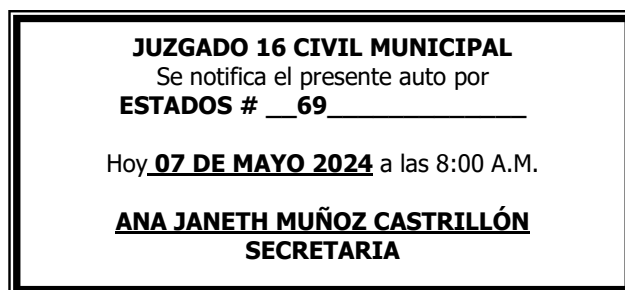 JUZGADO 16 CIVIL MUNICIPAL
Se notifica el presente auto por
ESTADOS # __69______________
Hoy 07 DE MAYO 2024 a las 8:00 A.M.
ANA JANETH MUÑOZ CASTRILLÓN
SECRETARIA